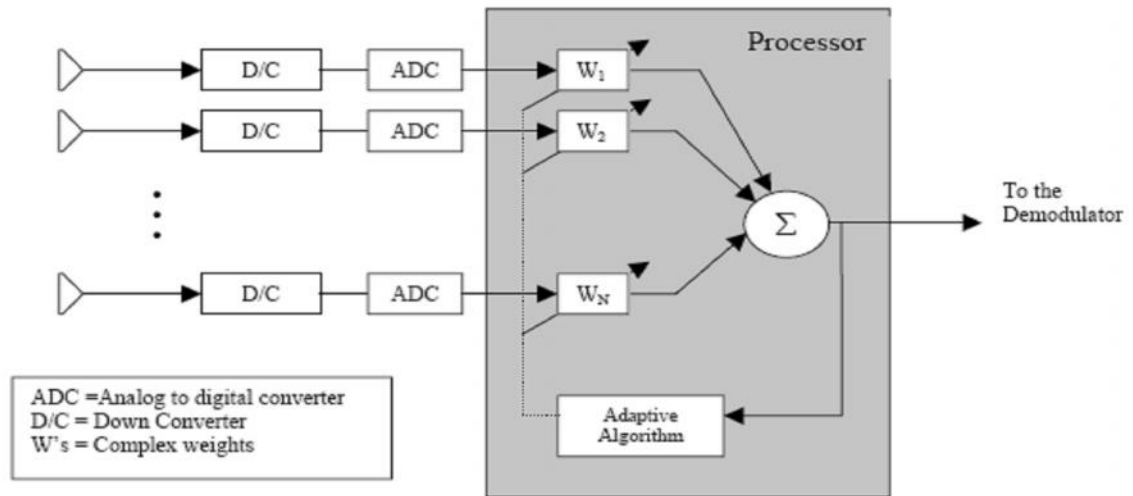 Processor
D/C ADC W₁
D/C ADC W₂
Σ
To the
Demodulator
D/C ADC W_N
ADC =Analog to digital converter
D/C = Down Converter
W's = Complex weights
Adaptive
Algorithm